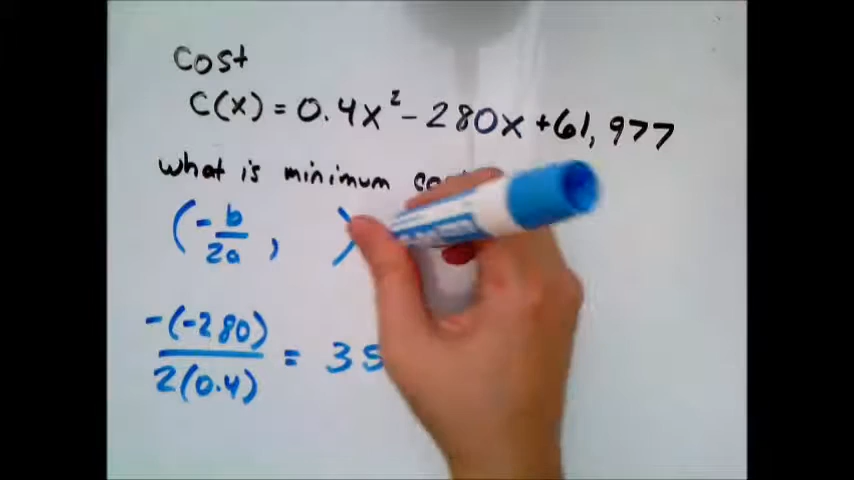 Cost
C(x) = 0.4x² - 280x + 61,977
what is minimum
(-b/2a, )
-(-280)/2(0.4) = 35